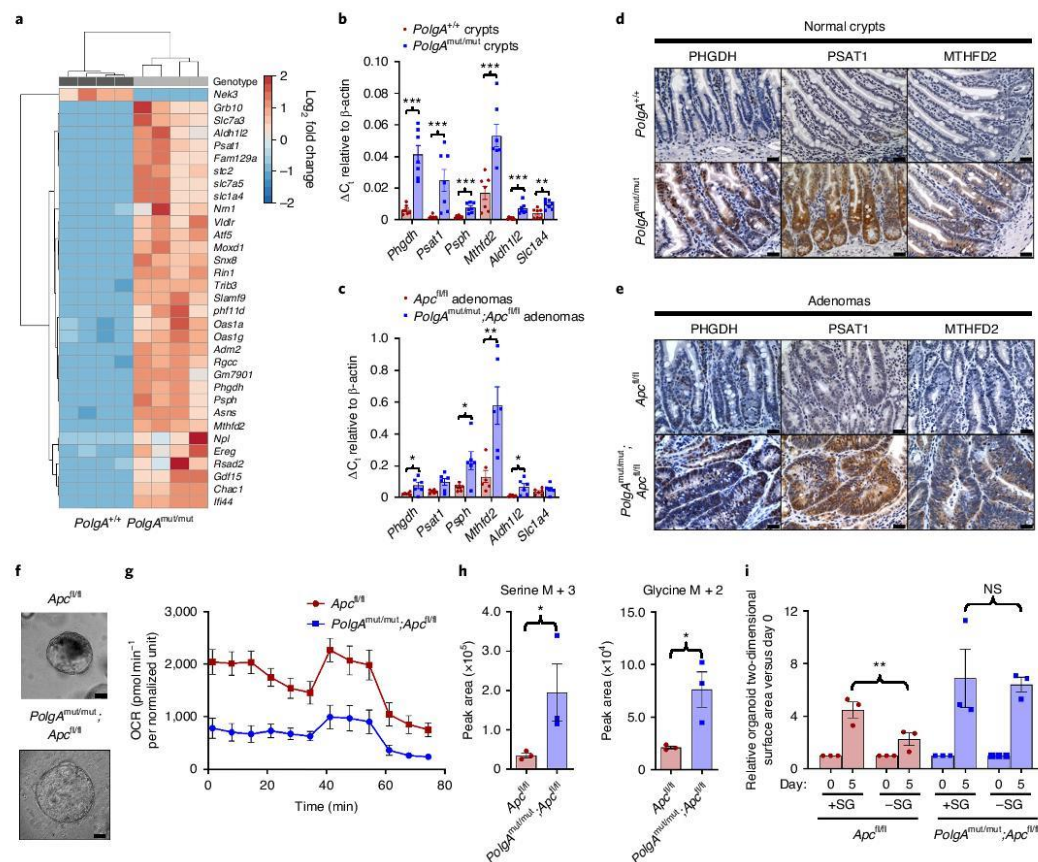 a
Genotype
Nek3
Grb10
Slc7a3
Aldh1l2
Psat1
Fam129a
stc2
slc7a5
slc1a4
Nrn1
Vldlr
Atf5
Moxd1
Snx8
Rin1
Trib3
Slamf9
phf11d
Oas1a
Oas1g
Adm2
Rgcc
Gm7901
Phgdh
Psph
Asns
Mthfd2
Npl
Ereg
Rsad2
Gdf15
Chac1
Ifi44
PolgA+/+ PolgAmut/mut
2
1
0
−1
−2
Log2 fold change
b
PolgA+/+ crypts
PolgAmut/mut crypts
ΔCt relative to β-actin
0.10
0.08
0.06
0.04
0.02
0
***
***
***
***
***
**
Phgdh
Psat1
Psph
Mthfd2
Aldh1l2
Slc1a4
c
Apcfl/fl adenomas
PolgAmut/mut;Apcfl/fl adenomas
ΔCt relative to β-actin
1.0
0.8
0.6
0.4
0.2
0
*
*
**
*
Phgdh
Psat1
Psph
Mthfd2
Aldh1l2
Slc1a4
d
Normal crypts
PHGDH PSAT1 MTHFD2
PolgA+/+
PolgAmut/mut
e
Adenomas
PHGDH PSAT1 MTHFD2
Apcfl/fl
PolgAmut/mut;
Apcfl/fl
f
Apcfl/fl
PolgAmut/mut;
Apcfl/fl
g
Apcfl/fl
PolgAmut/mut;Apcfl/fl
OCR (pmol min−1
per normalized unit)
3,000
2,000
1,000
0
0 20 40 60 80
Time (min)
h
Serine M + 3
Peak area (×10⁵)
4.0
3.0
2.0
1.0
0
*
Apcfl/fl
PolgAmut/mut;Apcfl/fl
Glycine M + 2
Peak area (×10⁴)
15.0
10.0
5.0
0
*
Apcfl/fl
PolgAmut/mut;Apcfl/fl
i
Relative organoid two-dimensional
surface area versus day 0
12
8
4
0
**
NS
Day: 0 5 0 5 0 5 0 5
+SG −SG +SG −SG
Apcfl/fl PolgAmut/mut;Apcfl/fl